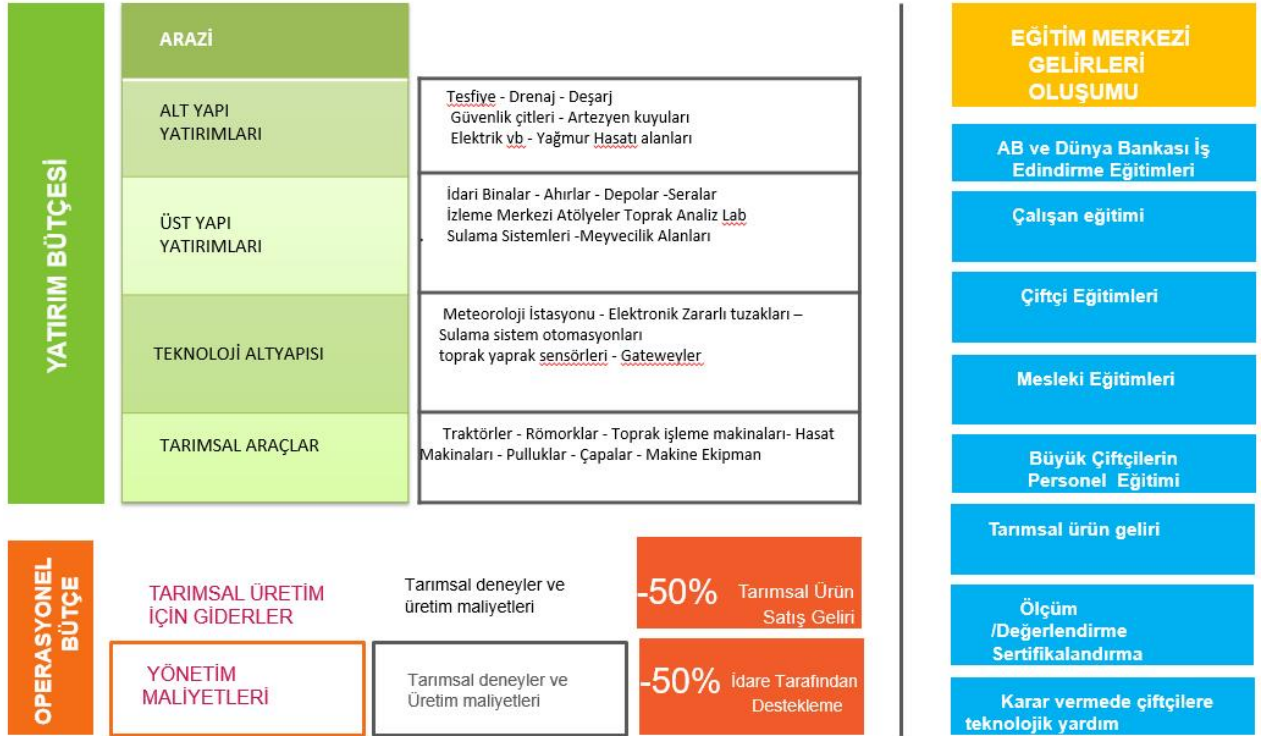 YATIRIM BÜTÇESİ
ARAZİ
ALT YAPI
YATIRIMLARI
Tesfiye - Drenaj - Deşarj
Güvenlik çitleri - Artezyen kuyuları
Elektrik vb - Yağmur Hasatı alanları
ÜST YAPI
YATIRIMLARI
İdari Binalar - Ahırlar - Depolar -Seralar
İzleme Merkezi Atölyeler Toprak Analiz Lab
. Sulama Sistemleri -Meyvecilik Alanları
TEKNOLOJİ ALTYAPISI
Meteoroloji İstasyonu - Elektronik Zararlı tuzakları –
Sulama sistem otomasyonları
toprak yaprak sensörleri - Gateweyler
TARIMSAL ARAÇLAR
Traktörler - Römorklar - Toprak işleme makinaları- Hasat
Makinaları - Pulluklar - Çapalar - Makine Ekipman
OPERASYONEL
BÜTÇE
TARIMSAL ÜRETİM
İÇİN GİDERLER
Tarımsal deneyler ve
üretim maliyetleri
-50% Tarımsal Ürün
Satış Geliri
YÖNETİM
MALİYETLERİ
Tarımsal deneyler ve
Üretim maliyetleri
-50% İdare Tarafından
Destekleme
EĞİTİM MERKEZİ
GELİRLERİ
OLUŞUMU
AB ve Dünya Bankası İş
Edindirme Eğitimleri
Çalışan eğitimi
Çiftçi Eğitimleri
Mesleki Eğitimleri
Büyük Çiftçilerin
Personel Eğitimi
Tarımsal ürün geliri
Ölçüm
/Değerlendirme
Sertifikalandırma
Karar vermede çiftçilere
teknolojik yardım